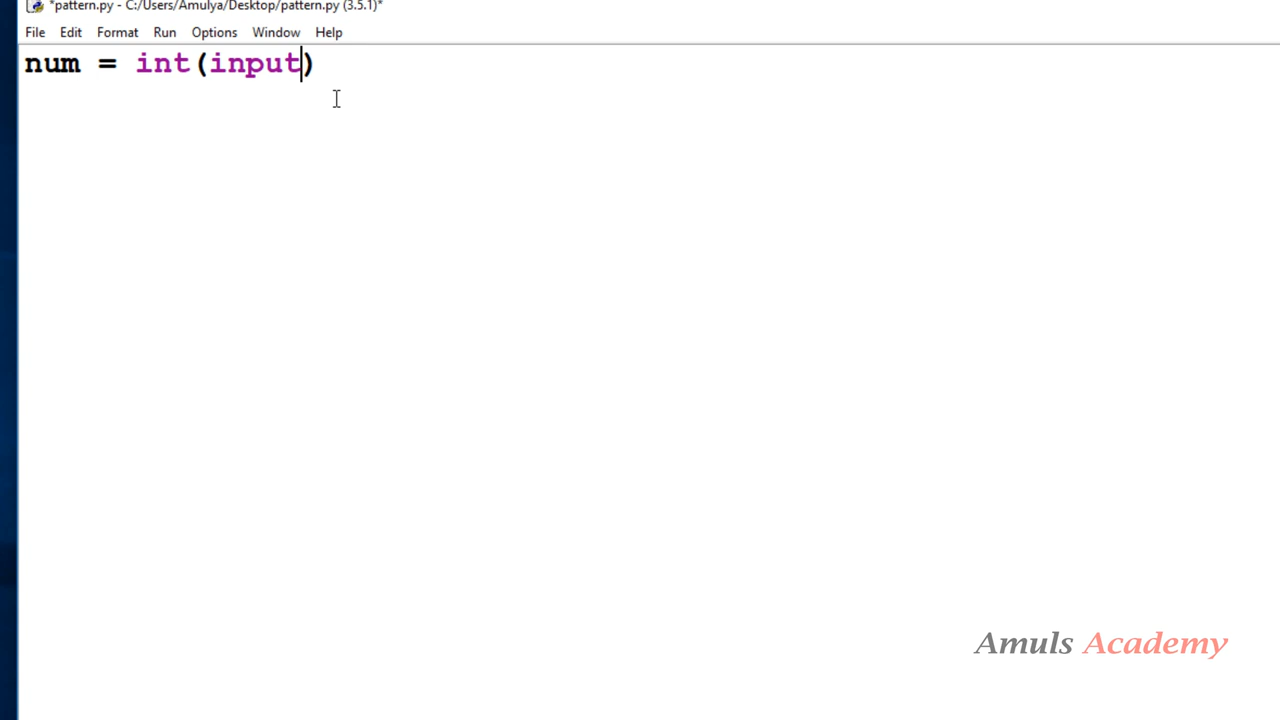 *pattern.py - C:/Users/Amulya/Desktop/pattern.py (3.5.1)*
File Edit Format Run Options Window Help
num = int(input)
Amuls Academy